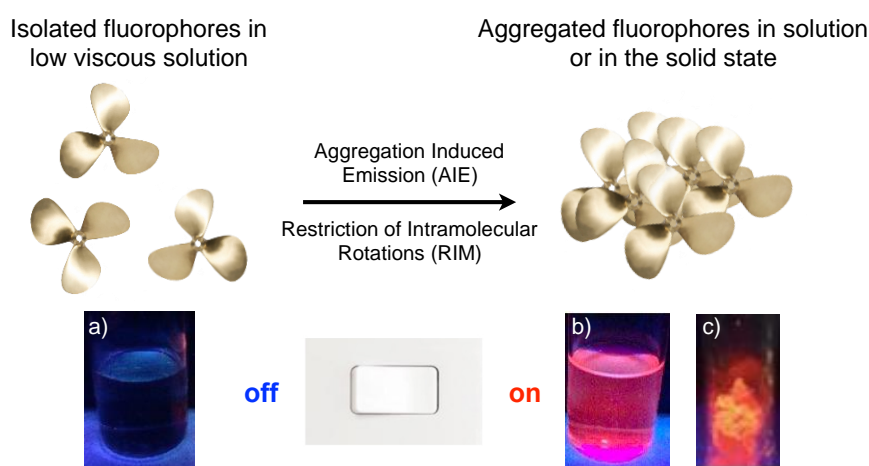 Isolated fluorophores in
low viscous solution
Aggregated fluorophores in solution
or in the solid state
Aggregation Induced
Emission (AIE)
Restriction of Intramolecular
Rotations (RIM)
a)
off
on
b)
c)